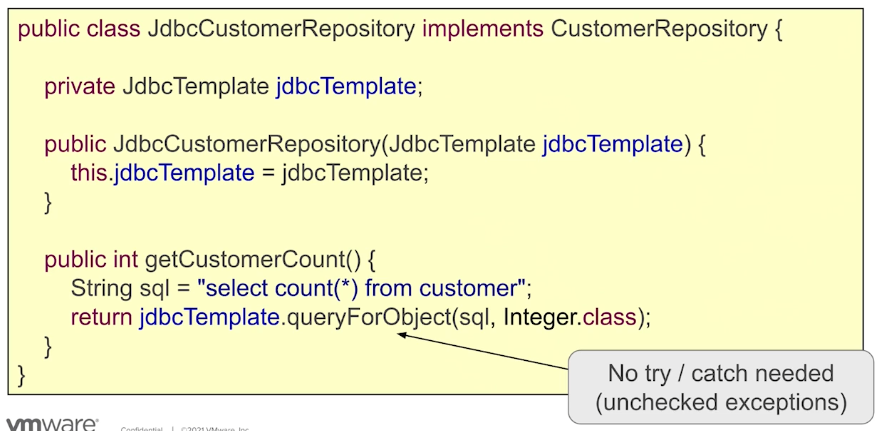 public class JdbcCustomerRepository implements CustomerRepository {
private JdbcTemplate jdbcTemplate;
public JdbcCustomerRepository(JdbcTemplate jdbcTemplate) {
this.jdbcTemplate = jdbcTemplate;
}
public int getCustomerCount() {
String sql = "select count(*) from customer";
return jdbcTemplate.queryForObject(sql, Integer.class);
}
}
No try / catch needed
(unchecked exceptions)
vmware®
Confidential | ©2021 VMware, Inc.